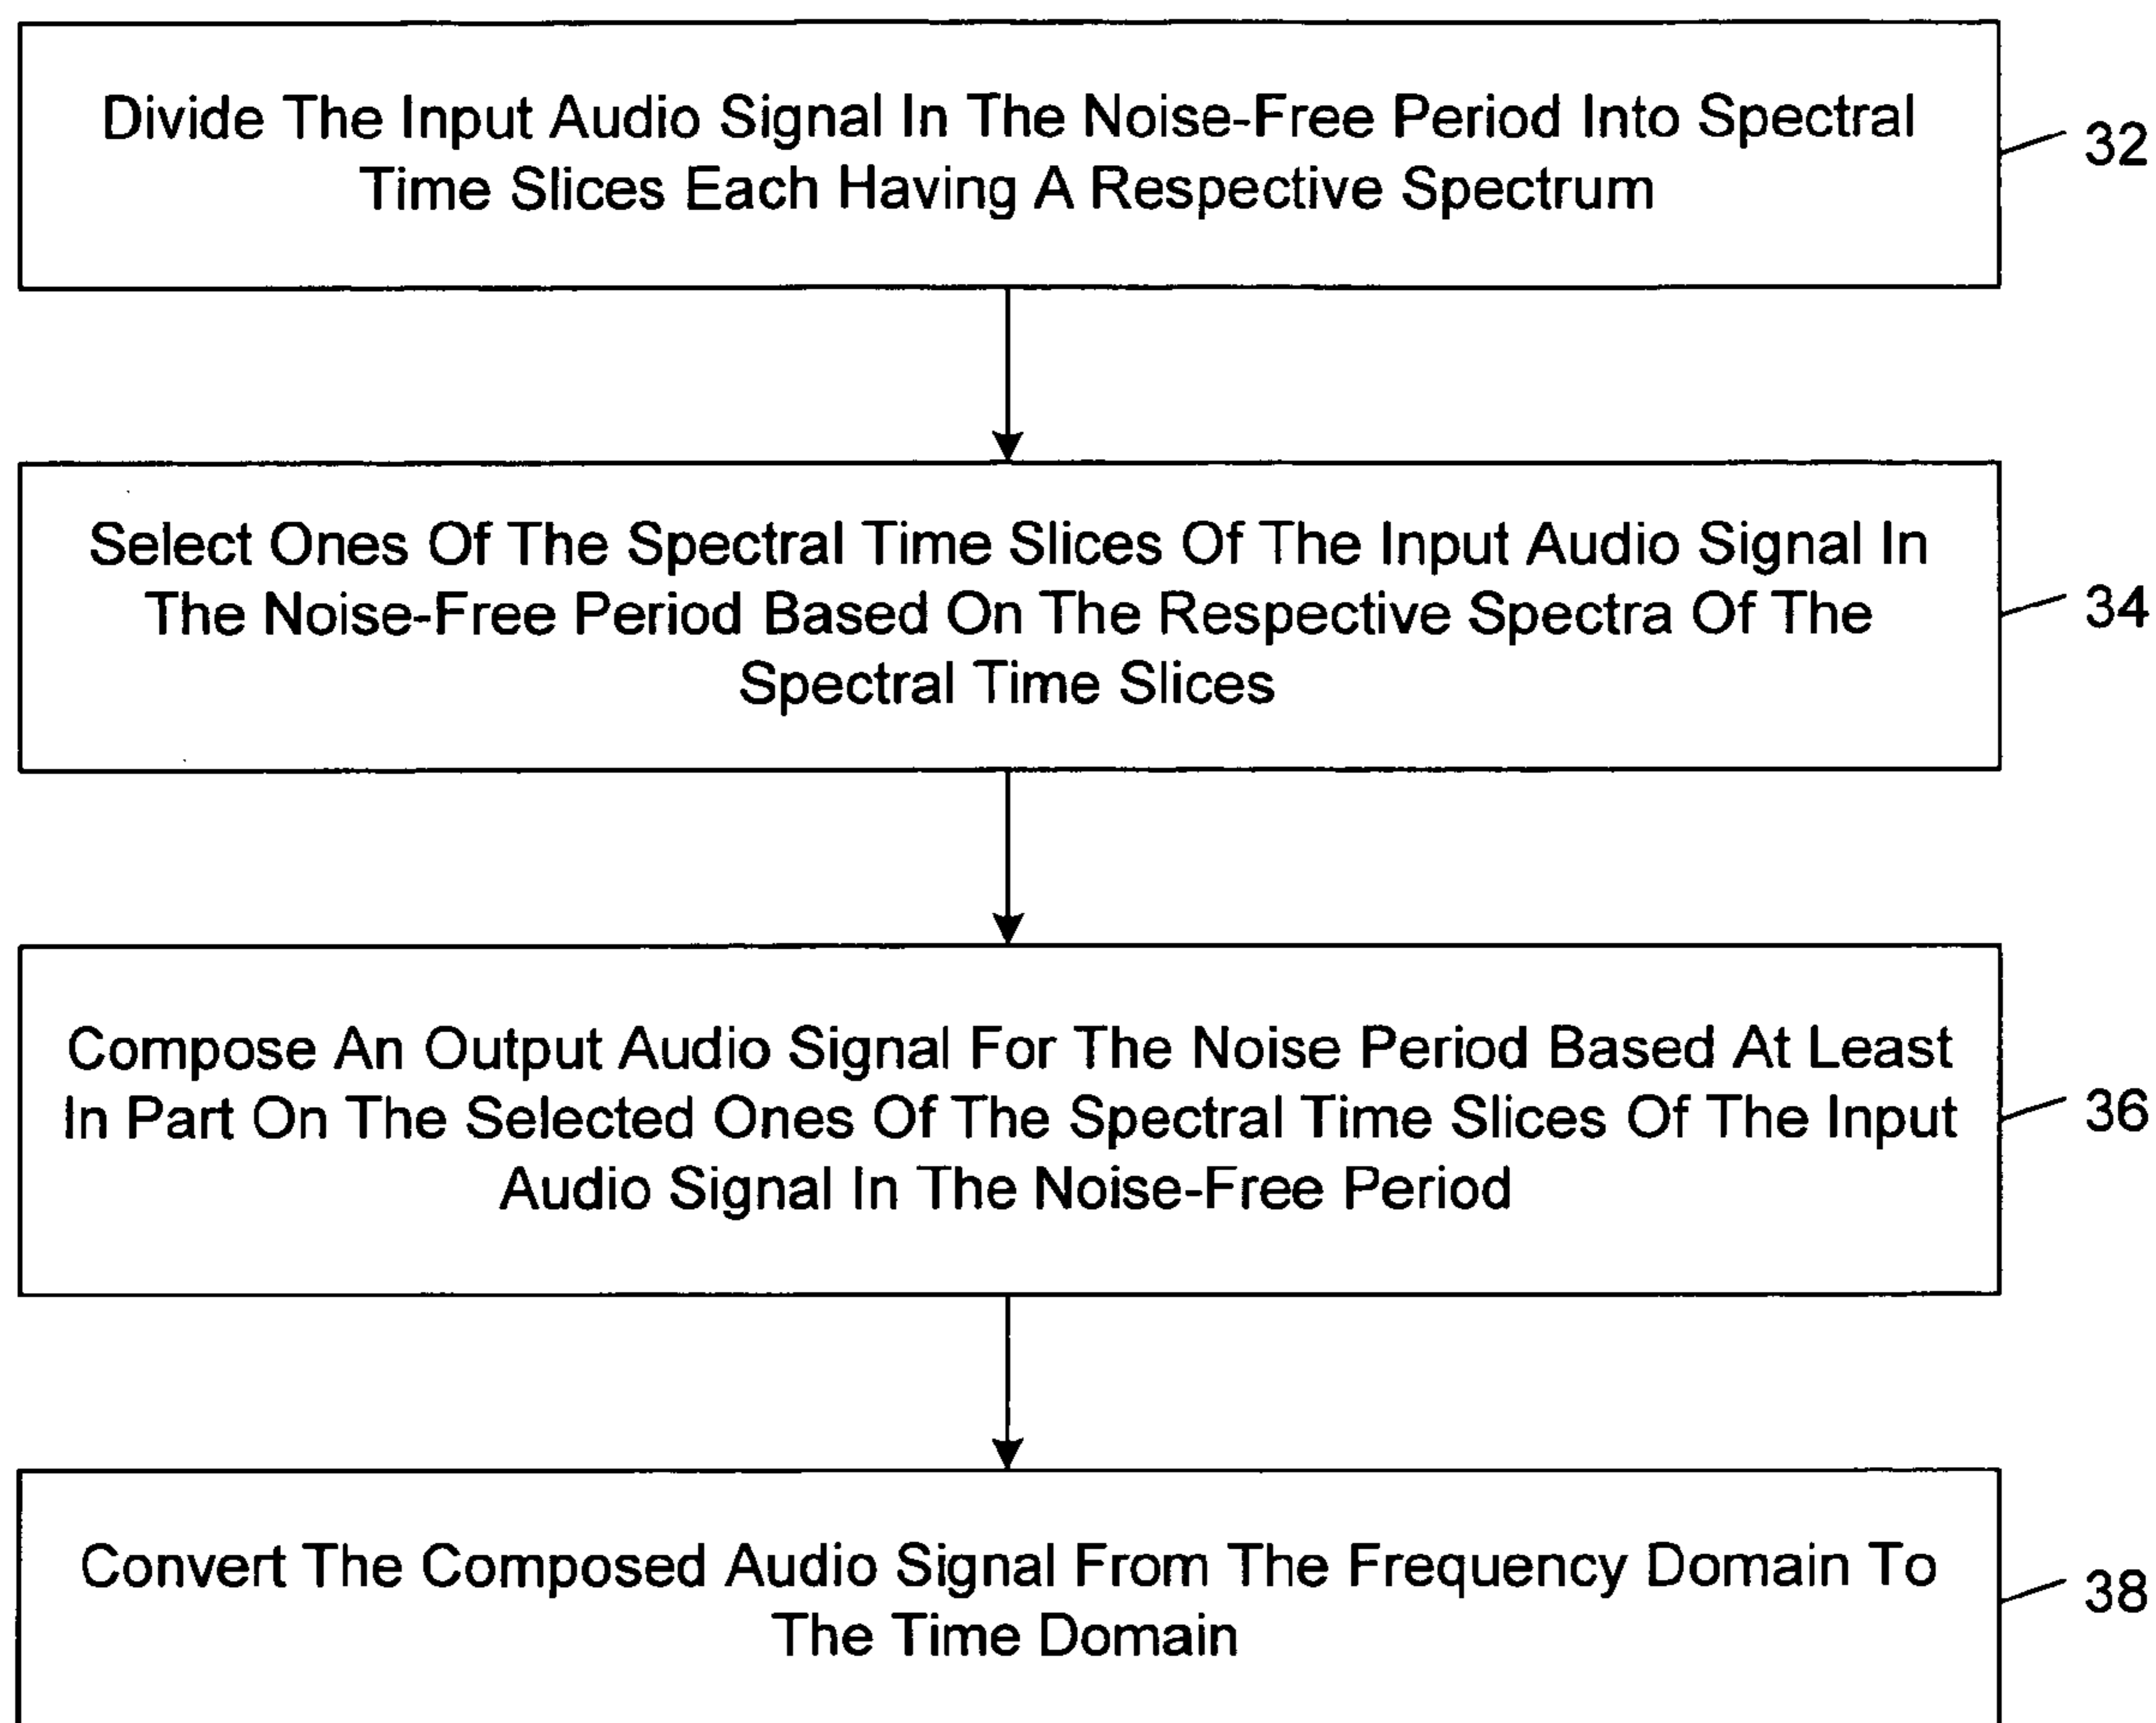 Divide The Input Audio Signal In The Noise-Free Period Into Spectral
Time Slices Each Having A Respective Spectrum
32
Select Ones Of The Spectral Time Slices Of The Input Audio Signal In
The Noise-Free Period Based On The Respective Spectra Of The
Spectral Time Slices
34
Compose An Output Audio Signal For The Noise Period Based At Least
In Part On The Selected Ones Of The Spectral Time Slices Of The Input
Audio Signal In The Noise-Free Period
36
Convert The Composed Audio Signal From The Frequency Domain To
The Time Domain
38